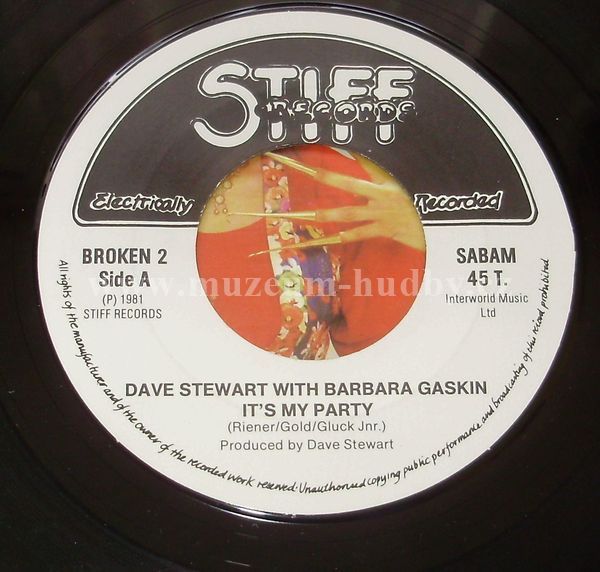 STIFF
RECORDS
Electrically Recorded
BROKEN 2
Side A
(P) 1981
STIFF RECORDS
SABAM
45 T.
Interworld Music
Ltd
www.muzeum-hudby.cz
DAVE STEWART WITH BARBARA GASKIN
IT'S MY PARTY
(Riener/Gold/Gluck Jnr.)
Produced by Dave Stewart
All rights of the manufacturer and of the owner of the recorded work reserved. Unauthorised copying public performance and broadcasting of this record prohibited.